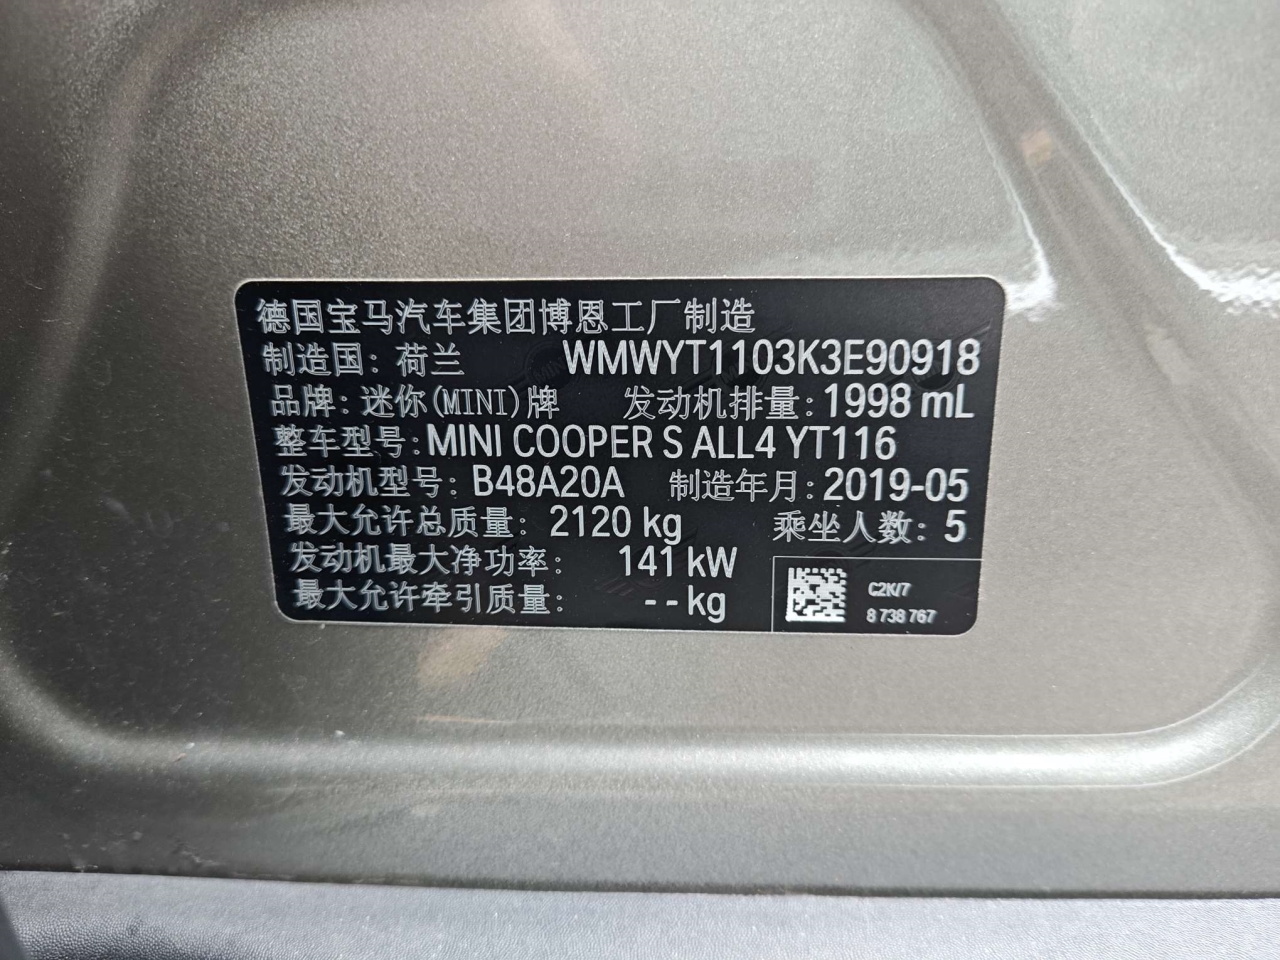 德国宝马汽车集团博恩工厂制造
制造国：荷兰 WMWYT1103K3E90918
品牌：迷你(MINI)牌 发动机排量：1998 mL
整车型号：MINI COOPER S ALL4 YT116
发动机型号：B48A20A 制造年月：2019-05
最大允许总质量：2120 kg 乘坐人数：5
发动机最大净功率：141 kW
最大允许牵引质量：--kg
C2K/7
8 738 767